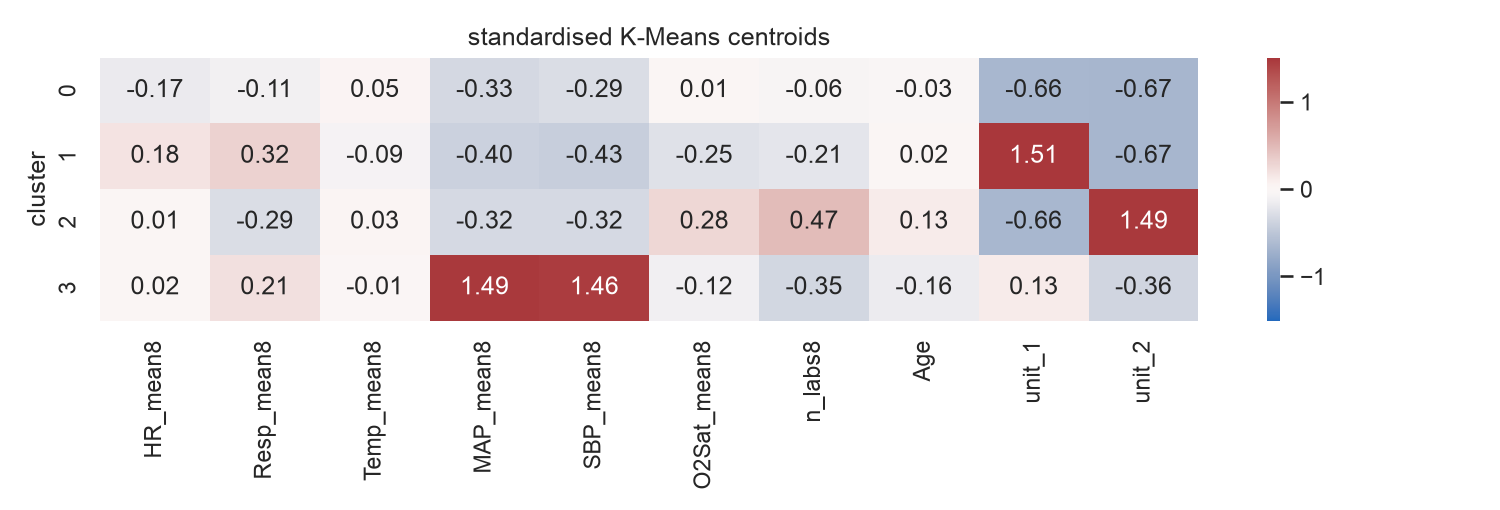 standardised K-Means centroids
cluster
0 -0.17 -0.11 0.05 -0.33 -0.29 0.01 -0.06 -0.03 -0.66 -0.67
1 0.18 0.32 -0.09 -0.40 -0.43 -0.25 -0.21 0.02 1.51 -0.67
2 0.01 -0.29 0.03 -0.32 -0.32 0.28 0.47 0.13 -0.66 1.49
3 0.02 0.21 -0.01 1.49 1.46 -0.12 -0.35 -0.16 0.13 -0.36
HR_mean8
Resp_mean8
Temp_mean8
MAP_mean8
SBP_mean8
O2Sat_mean8
n_labs8
Age
unit_1
unit_2
1
0
−1